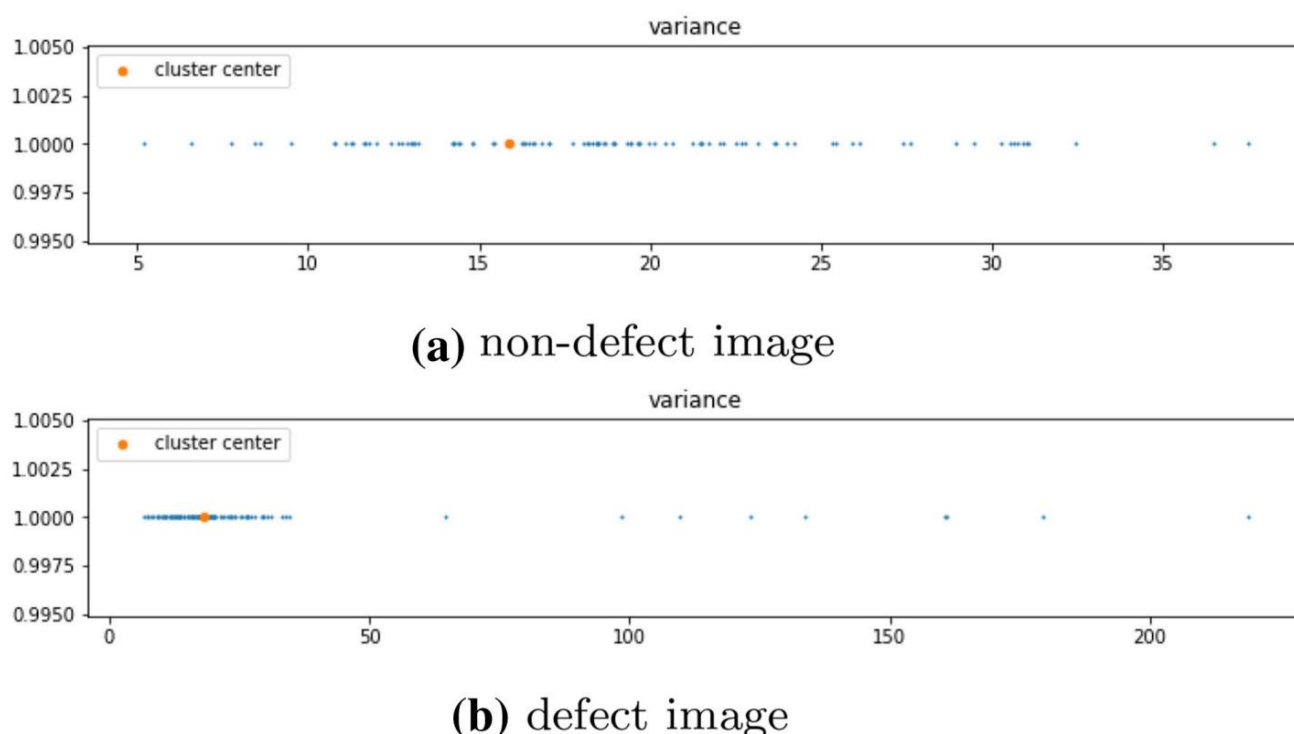 variance
1.0050
cluster center
1.0025
1.0000
0.9975
0.9950
5 10 15 20 25 30 35
(a) non-defect image
variance
1.0050
cluster center
1.0025
1.0000
0.9975
0.9950
0 50 100 150 200
(b) defect image